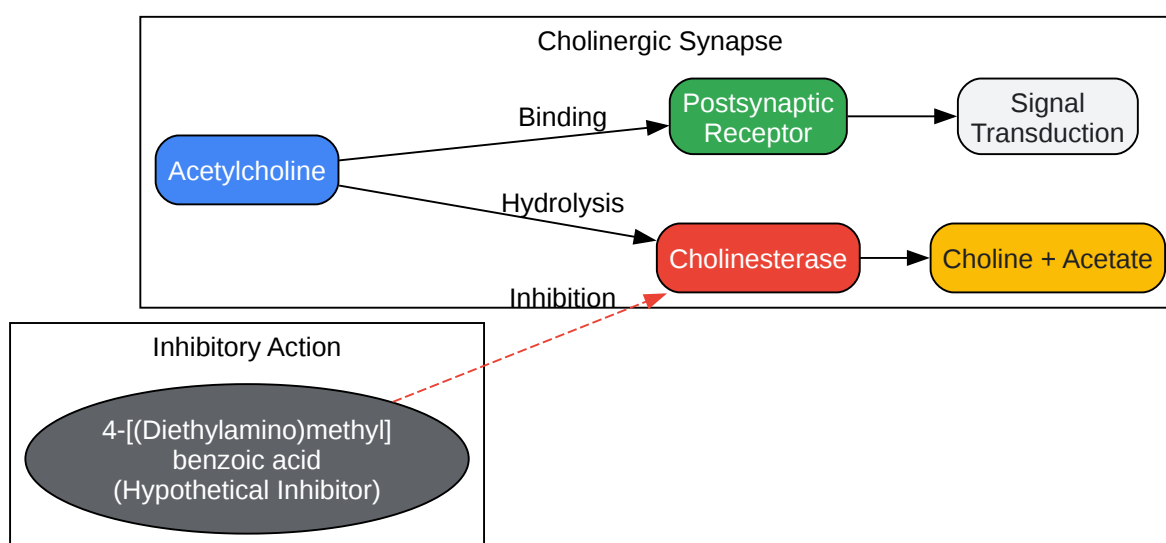 Cholinergic Synapse
Acetylcholine
Binding
Postsynaptic
Receptor
Signal
Transduction
Hydrolysis
Cholinesterase
Choline + Acetate
Inhibition
Inhibitory Action
4-[(Diethylamino)methyl]
benzoic acid
(Hypothetical Inhibitor)